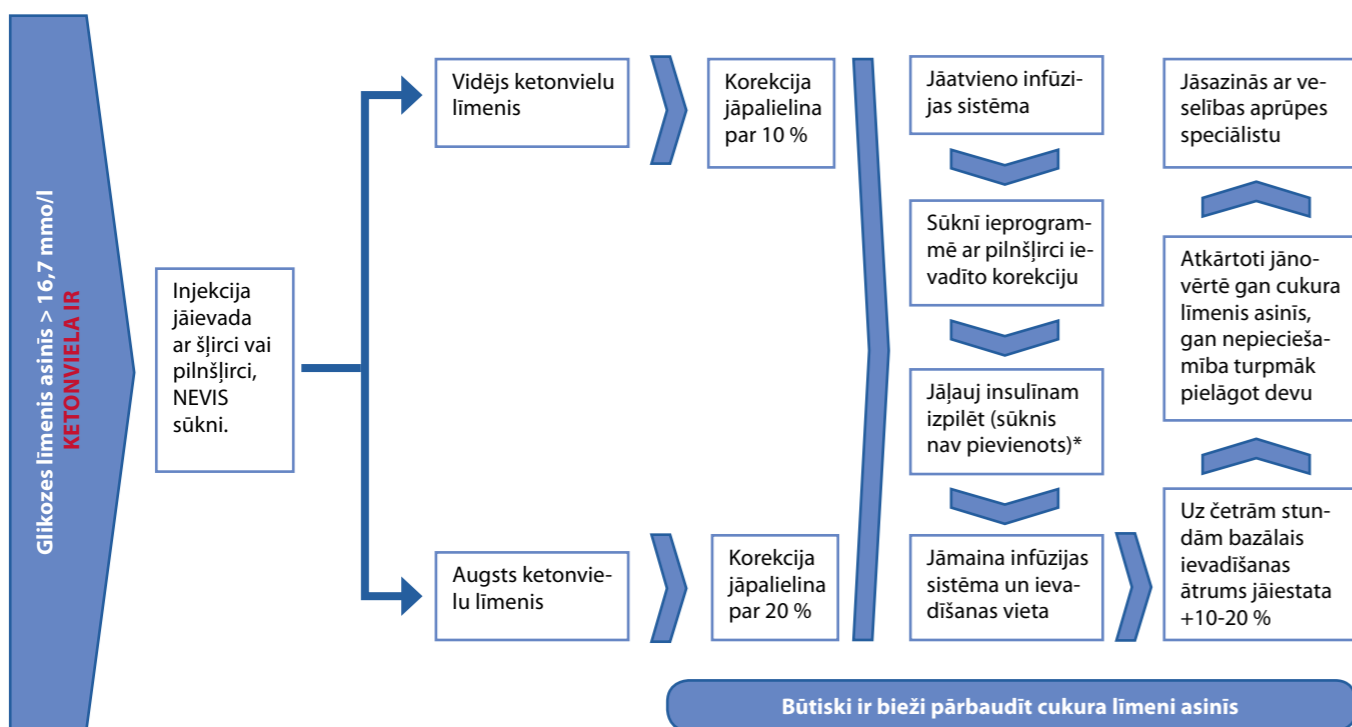 Glikozes līmenis asinīs > 16,7 mmo/l
KETONVIELA IR
Injekcija
jāievada
ar šļirci vai
pilnšļirci,
NEVIS
sūkni.
Vidējs ketonvielu
līmenis
Korekcija
jāpalielina
par 10 %
Augsts ketonvie-
lu līmenis
Korekcija
jāpalielina
par 20 %
Jāatvieno infūzi-
jas sistēma
Sūknī ieprogram-
mē ar pilnšļirci ie-
vadīto korekciju
Jāļauj insulīnam
izpilēt (sūknis
nav pievienots)*
Jāmaina infūzijas
sistēma un ieva-
dīšanas vieta
Uz četrām stun-
dām bazālais
ievadīšanas
ātrums jāiestata
+10-20 %
Atkārtoti jāno-
vērtē gan cukura
līmenis asinīs,
gan nepieciеša-
mība turpmāk
pielāgot devu
Jāsazinās ar ve-
selības aprūpes
speciālistu
Būtiski ir bieži pārbaudīt cukura līmeni asinīs